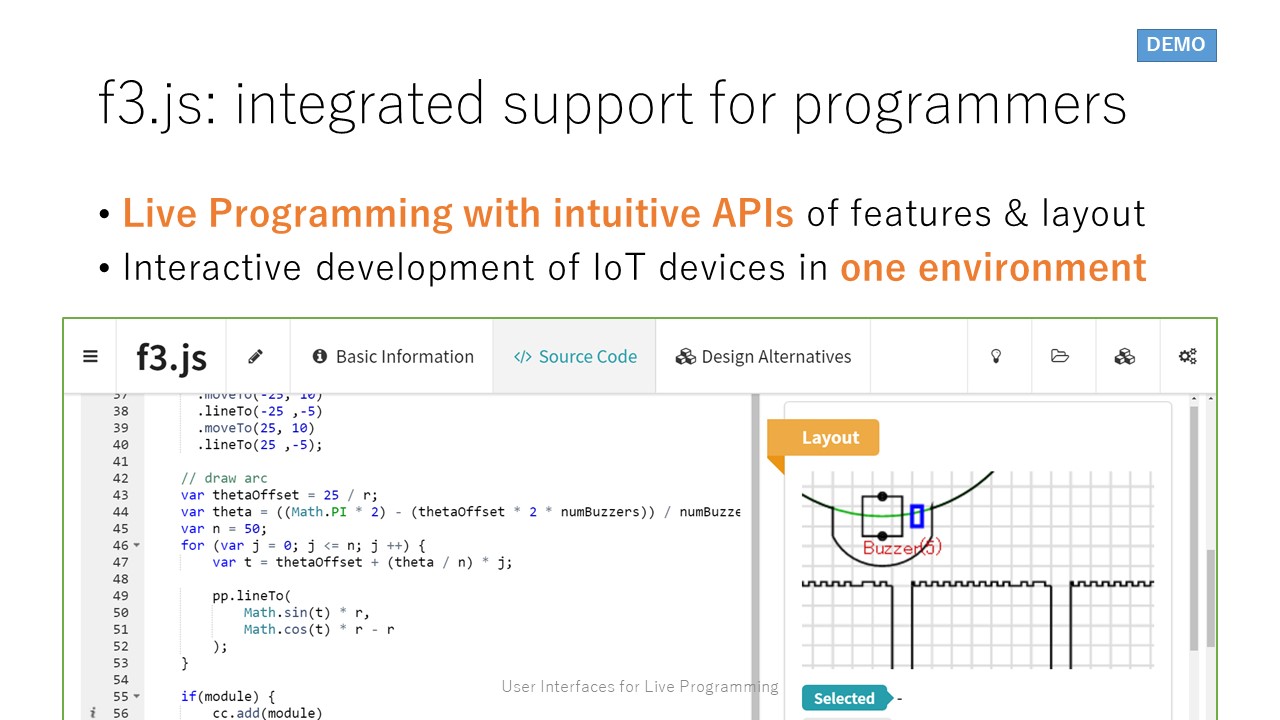 DEMO
f3.js: integrated support for programmers
• Live Programming with intuitive APIs of features & layout
• Interactive development of IoT devices in one environment
f3.js Basic Information </> Source Code Design Alternatives
37 .moveTo(-25, 10)
38 .lineTo(-25 ,-5)
39 .moveTo(25, 10)
40 .lineTo(25 ,-5);
41
42 // draw arc
43 var thetaOffset = 25 / r;
44 var theta = ((Math.PI * 2) - (thetaOffset * 2 * numBuzzers)) / numBuzze
45 var n = 50;
46 for (var j = 0; j <= n; j ++) {
47 var t = thetaOffset + (theta / n) * j;
48
49 pp.lineTo(
50 Math.sin(t) * r,
51 Math.cos(t) * r - r
52 );
53 }
54
55 if(module) {
56 cc.add(module)
Layout
Buzzer(5)
Selected -
User Interfaces for Live Programming